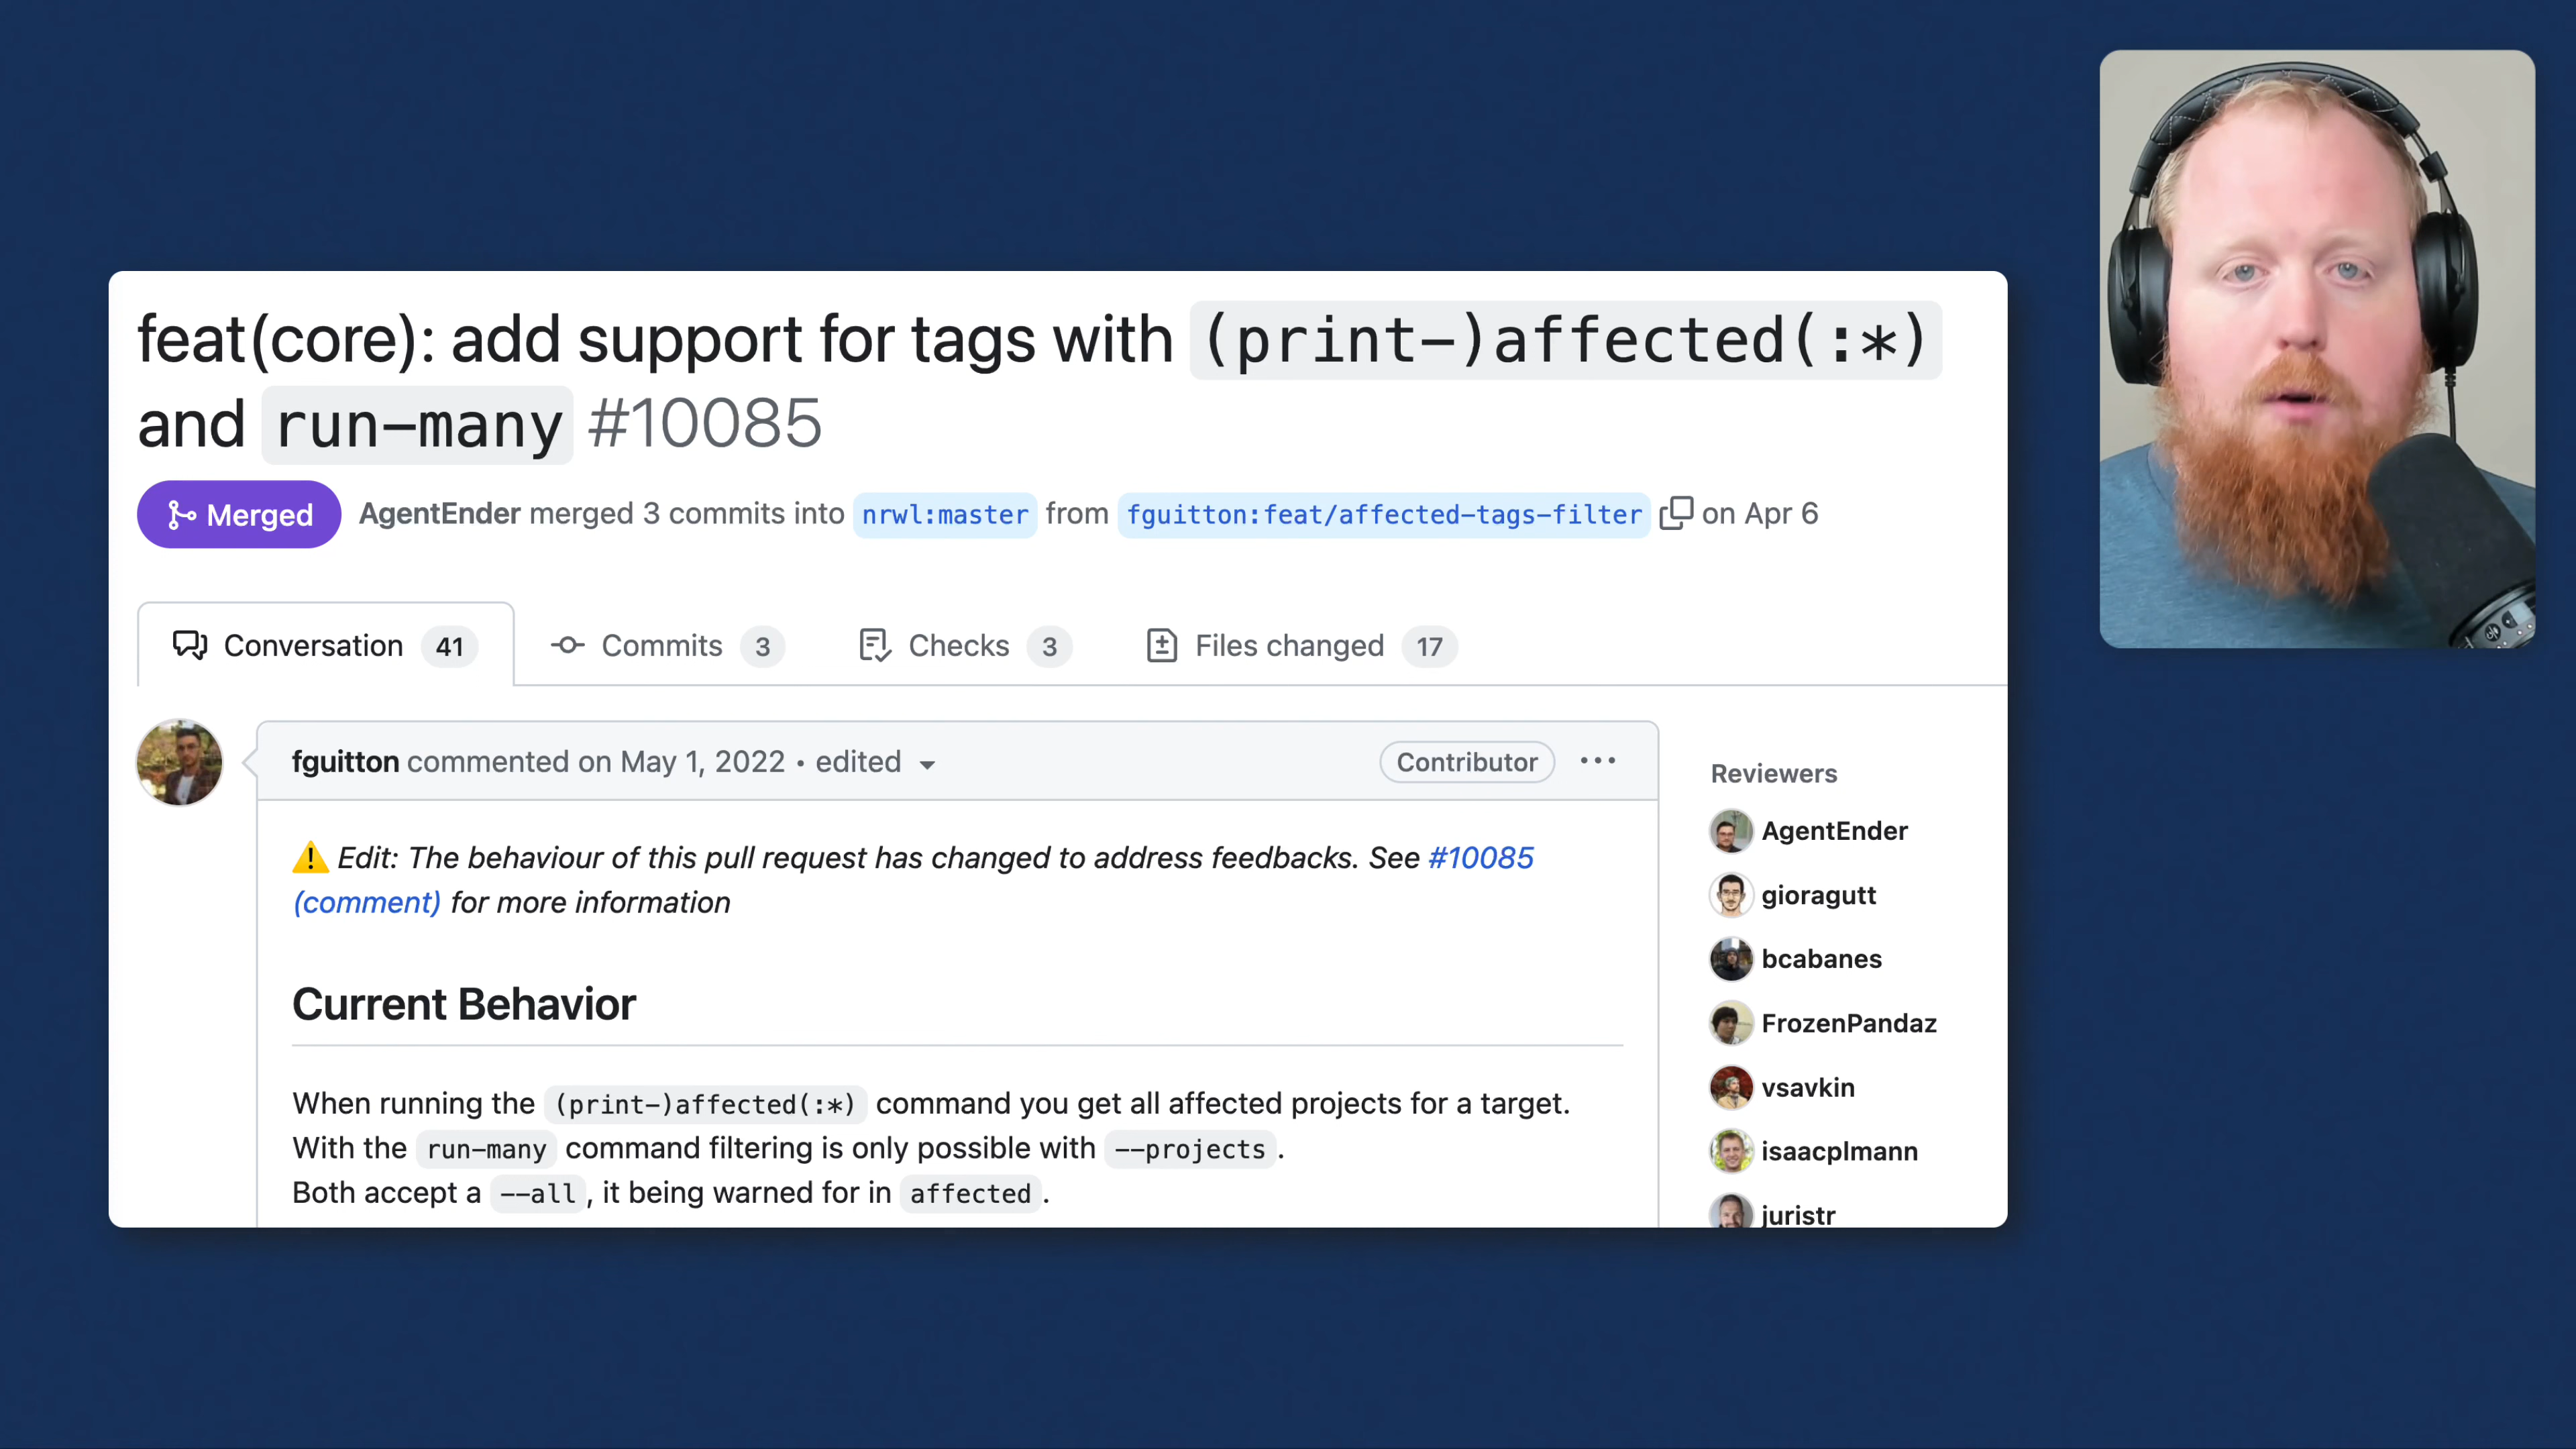 feat(core): add support for tags with (print-)affected(:*)
and run-many #10085
Merged AgentEnder merged 3 commits into nrwl:master from fguitton:feat/affected-tags-filter on Apr 6
Conversation 41 Commits 3 Checks 3 Files changed 17
fguitton commented on May 1, 2022 • edited Contributor ...
Edit: The behaviour of this pull request has changed to address feedbacks. See #10085
(comment) for more information
Current Behavior
When running the (print-)affected(:*) command you get all affected projects for a target.
With the run-many command filtering is only possible with --projects.
Both accept a --all, it being warned for in affected.
Reviewers
AgentEnder
gioragutt
bcabanes
FrozenPandaz
vsavkin
isaacplmann
juristr